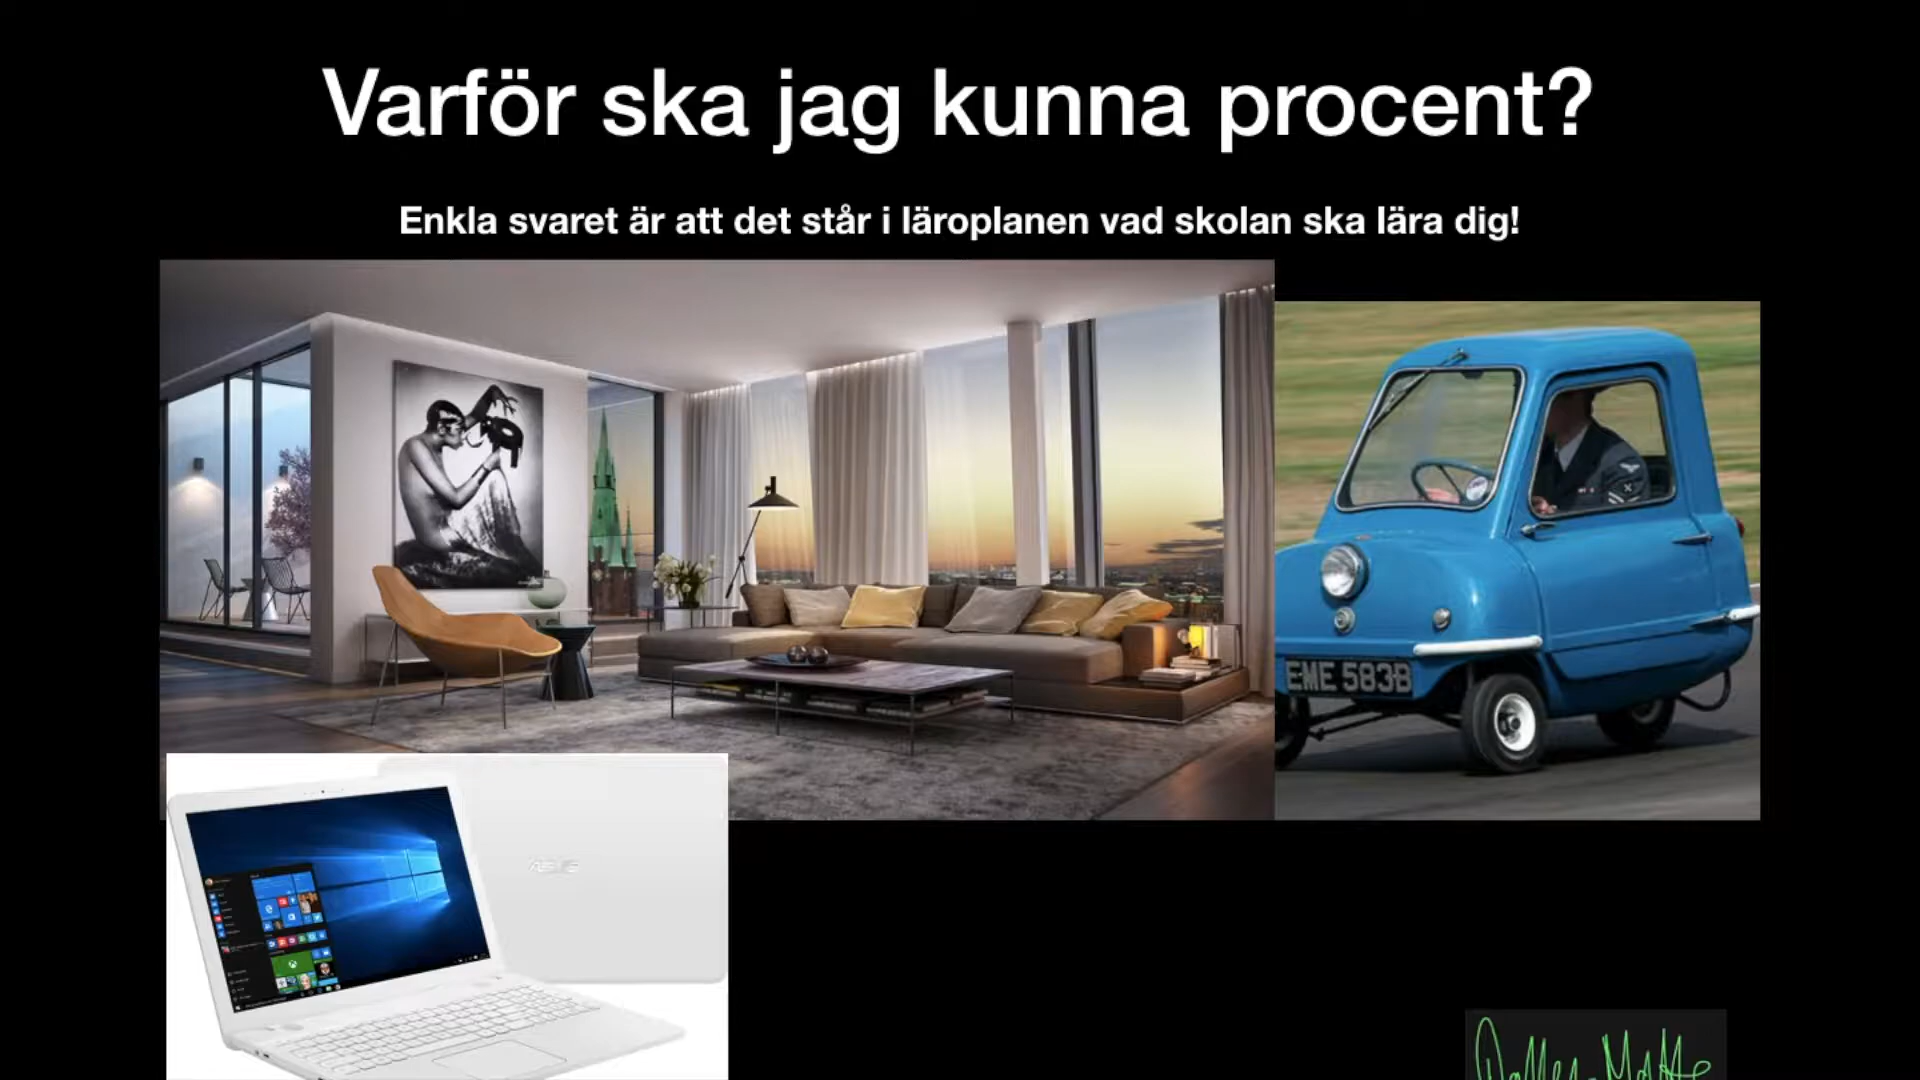 Varför ska jag kunna procent?
Enkla svaret är att det står i läroplanen vad skolan ska lära dig!
EME 583B
ASUS